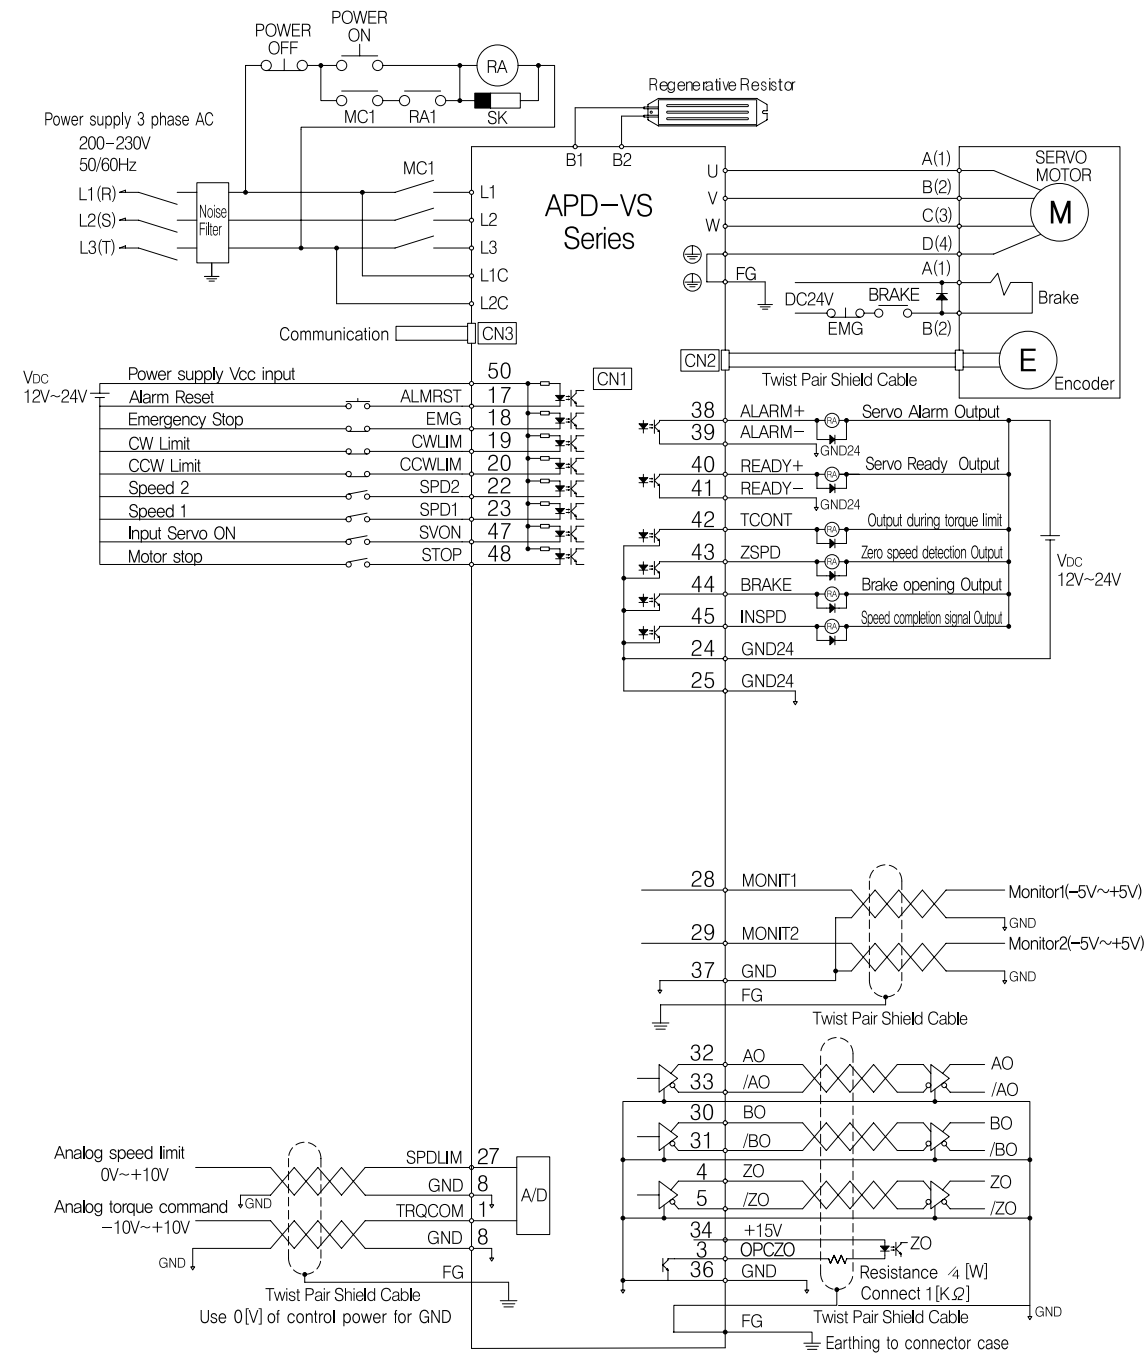 POWER
OFF
POWER
ON
RA
MC1
RA1
SK
Regenerative Resistor
Power supply 3 phase AC
200-230V
50/60Hz
L1(R)
L2(S)
L3(T)
Noise
Filter
MC1
B1
B2
L1
L2
L3
L1C
L2C
APD-VS
Series
U
V
W
FG
A(1)
B(2)
C(3)
D(4)
A(1)
B(2)
SERVO
MOTOR
M
DC24V
EMG
BRAKE
Brake
Communication
CN3
CN2
Twist Pair Shield Cable
E
Encoder
VDC
12V~24V
CN1
Power supply Vcc input 50
Alarm Reset ALMRST 17
Emergency Stop EMG 18
CW Limit CWLIM 19
CCW Limit CCWLIM 20
Speed 2 SPD2 22
Speed 1 SPD1 23
Input Servo ON SVON 47
Motor stop STOP 48
38 ALARM+ RA Servo Alarm Output
39 ALARM- GND24
40 READY+ RA Servo Ready Output
41 READY- GND24
42 TCONT RA Output during torque limit
43 ZSPD RA Zero speed detection Output
44 BRAKE RA Brake opening Output
45 INSPD RA Speed completion signal Output
24 GND24
25 GND24
VDC
12V~24V
28 MONIT1 Monitor1(-5V~+5V)
GND
29 MONIT2 Monitor2(-5V~+5V)
37 GND GND
FG
Twist Pair Shield Cable
32 AO AO
33 /AO /AO
30 BO BO
31 /BO /BO
4 ZO ZO
5 /ZO /ZO
34 +15V
3 OPCZO ZO
36 GND
Resistance 1/4 [W]
Connect 1[KΩ]
GND
Twist Pair Shield Cable
FG
Earthing to connector case
Analog speed limit
0V~+10V
SPDLIM 27
GND GND 8
Analog torque command
-10V~+10V
TRQCOM 1
GND GND 8
A/D
FG
Twist Pair Shield Cable
Use 0[V] of control power for GND